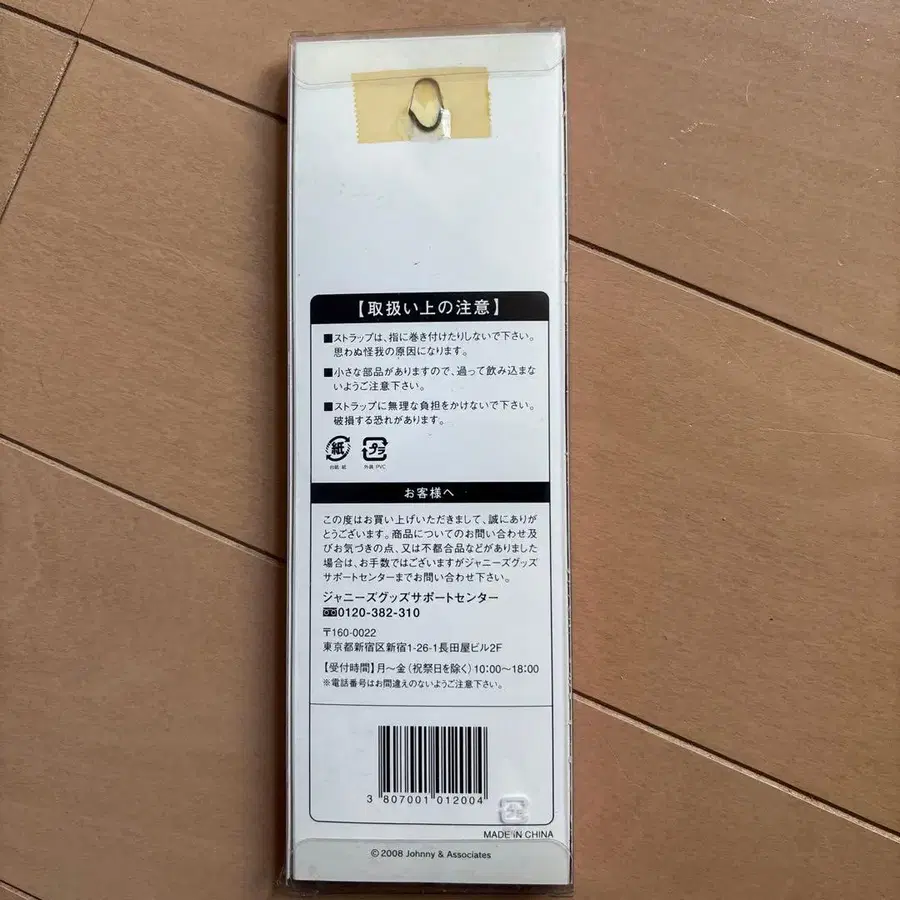 【取扱い上の注意】
■ストラップは、指に巻き付けたりしないで下さい。
思わぬ怪我の原因になります。
■小さな部品がありますので、過って飲み込まな
いようご注意下さい。
■ストラップに無理な負担をかけないで下さい。
破損する恐れがあります。
紙 プラ
台紙:紙 外装:PVC
お客様へ
この度はお買い上げいただきまして、誠にありが
とうございます。商品についてのお問い合わせ及
びお気づきの点、又は不都合品などがありました
場合は、お手数ではございますがジャニーズグッズ
サポートセンターまでお問い合わせ下さい。
ジャニーズグッズサポートセンター
0120-382-310
〒160-0022
東京都新宿区新宿1-26-1長田屋ビル2F
【受付時間】月〜金(祝祭日を除く)10:00〜18:00
※電話番号はお間違えのないようご注意下さい。
3 807001 012004
プラ
MADE IN CHINA
© 2008 Johnny & Associates